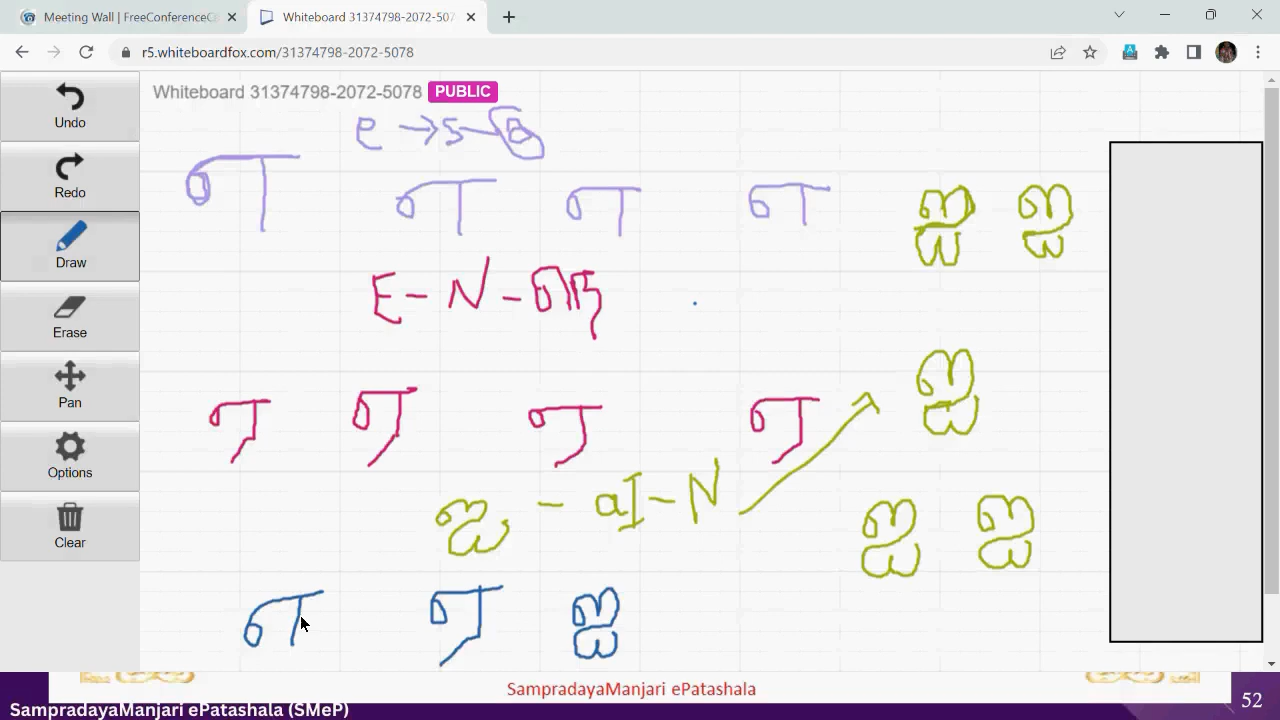 Meeting Wall | FreeConferenceCa
Whiteboard 31374798-2072-507
r5.whiteboardfox.com/31374798-2072-5078
Undo
Redo
Draw
Erase
Pan
Options
Clear
Whiteboard 31374798-2072-5078 PUBLIC
e → S
எ எ எ எ ஐ ஐ
E - N -
ஏ ஏ ஏ ஏ ஐ
ஐ - aI - N
ஐ ஐ
எ ஏ ஐ
SampradayaManjari ePatashala
SampradayaManjari ePatashala (SMeP)
52